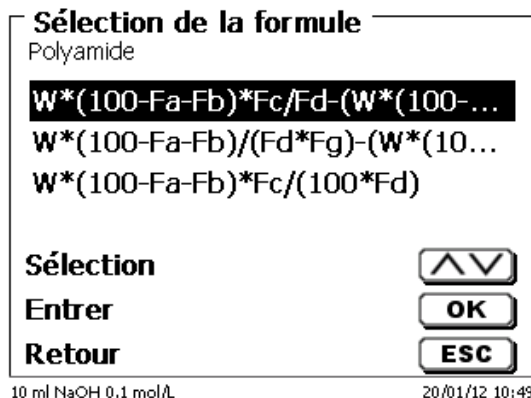 Sélection de la formule
Polyamide
W*(100-Fa-Fb)*Fc/Fd-(W*(100-...
W*(100-Fa-Fb)/(Fd*Fg)-(W*(10...
W*(100-Fa-Fb)*Fc/(100*Fd)
Sélection
Entrer OK
Retour ESC
10 ml NaOH 0.1 mol/L 20/01/12 10:49